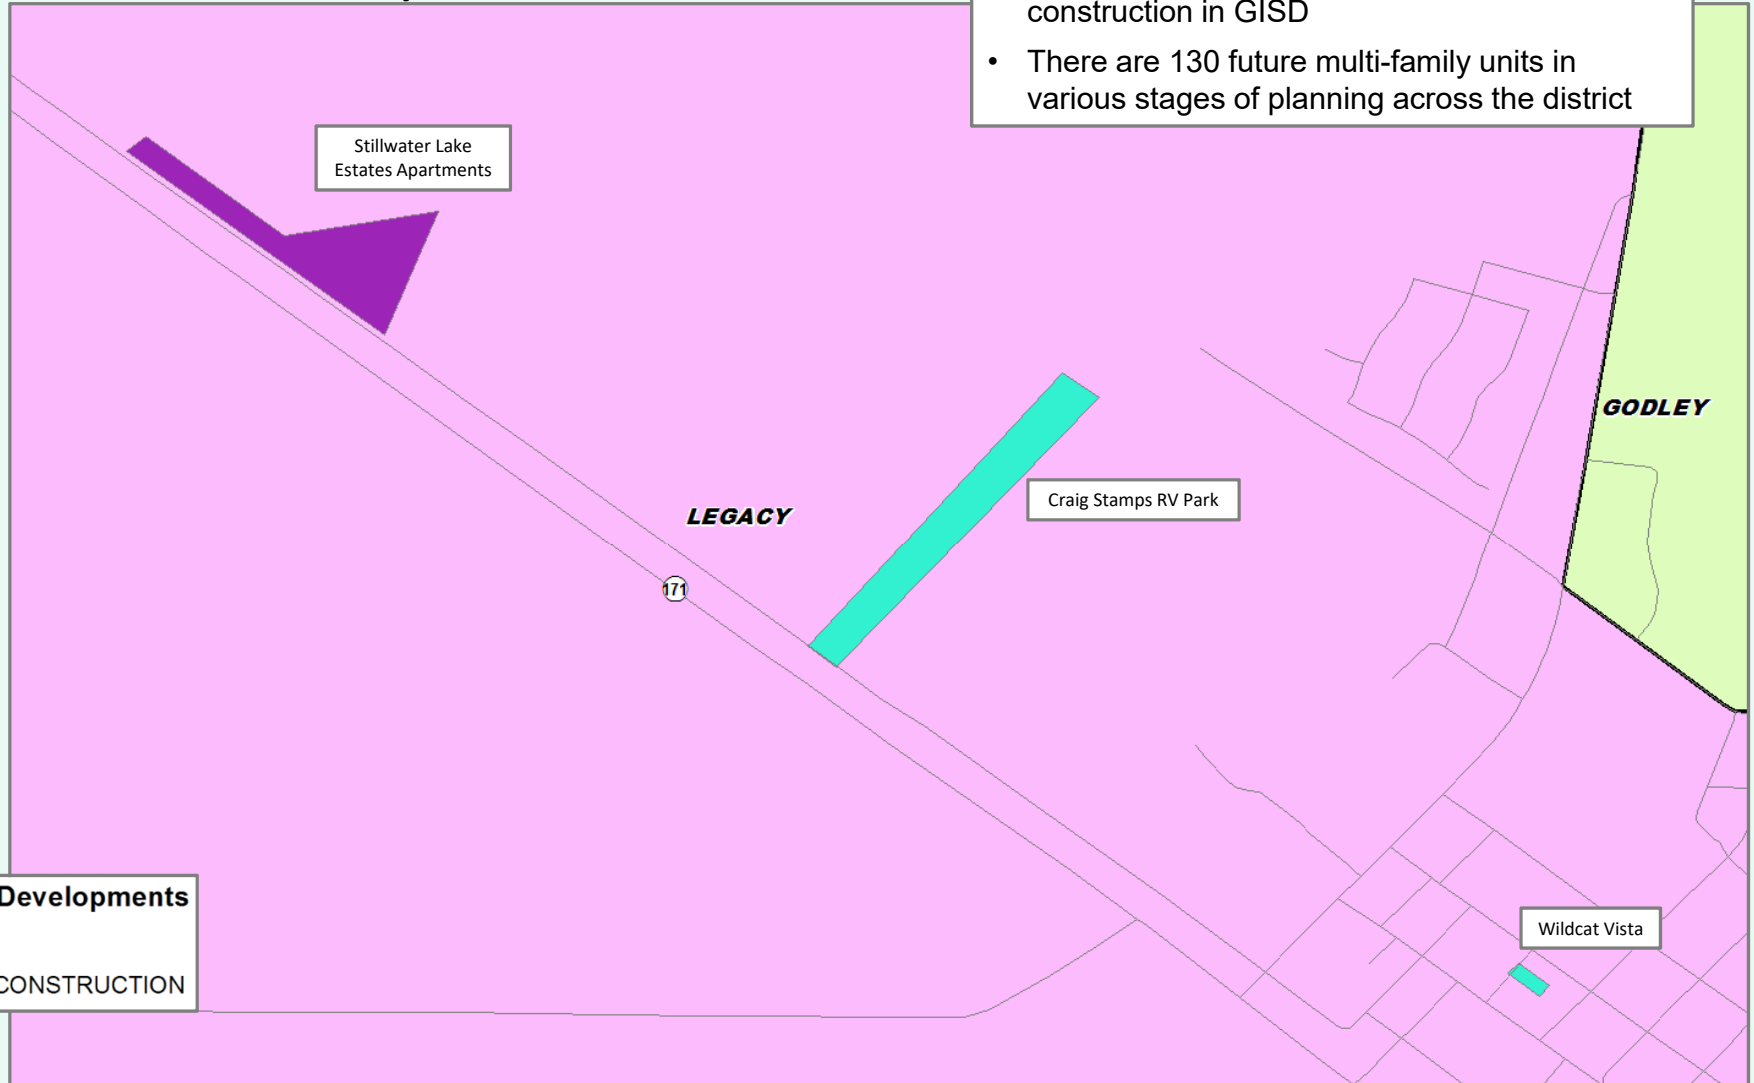 construction in GISD
• There are 130 future multi-family units in
various stages of planning across the district
Stillwater Lake
Estates Apartments
GODLEY
Craig Stamps RV Park
LEGACY
171
Developments
CONSTRUCTION
Wildcat Vista